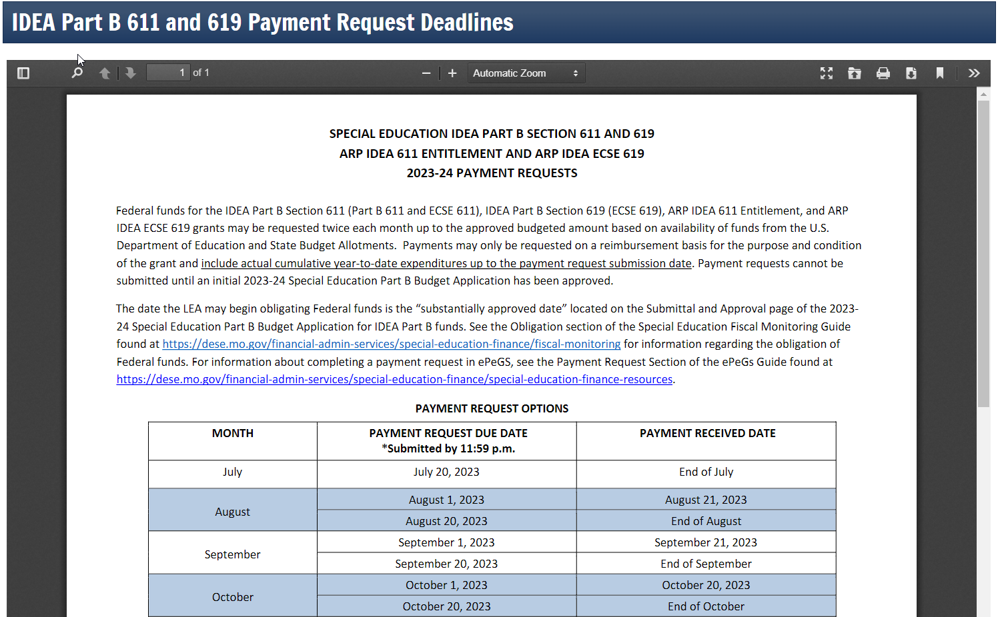 IDEA Part B 611 and 619 Payment Request Deadlines
1 of 1
Automatic Zoom
SPECIAL EDUCATION IDEA PART B SECTION 611 AND 619
ARP IDEA 611 ENTITLEMENT AND ARP IDEA ECSE 619
2023-24 PAYMENT REQUESTS
Federal funds for the IDEA Part B Section 611 (Part B 611 and ECSE 611), IDEA Part B Section 619 (ECSE 619), ARP IDEA 611 Entitlement, and ARP
IDEA ECSE 619 grants may be requested twice each month up to the approved budgeted amount based on availability of funds from the U.S.
Department of Education and State Budget Allotments.  Payments may only be requested on a reimbursement basis for the purpose and condition
of the grant and include actual cumulative year-to-date expenditures up to the payment request submission date. Payment requests cannot be
submitted until an initial 2023-24 Special Education Part B Budget Application has been approved.
The date the LEA may begin obligating Federal funds is the “substantially approved date” located on the Submittal and Approval page of the 2023-
24 Special Education Part B Budget Application for IDEA Part B funds. See the Obligation section of the Special Education Fiscal Monitoring Guide
found at https://dese.mo.gov/financial-admin-services/special-education-finance/fiscal-monitoring for information regarding the obligation of
Federal funds. For information about completing a payment request in ePeGS, see the Payment Request Section of the ePeGs Guide found at
https://dese.mo.gov/financial-admin-services/special-education-finance/special-education-finance-resources.
PAYMENT REQUEST OPTIONS
MONTH PAYMENT REQUEST DUE DATE PAYMENT RECEIVED DATE
*Submitted by 11:59 p.m.
July July 20, 2023 End of July
August
August 1, 2023 August 21, 2023
August 20, 2023 End of August
September
September 1, 2023 September 21, 2023
September 20, 2023 End of September
October
October 1, 2023 October 20, 2023
October 20, 2023 End of October